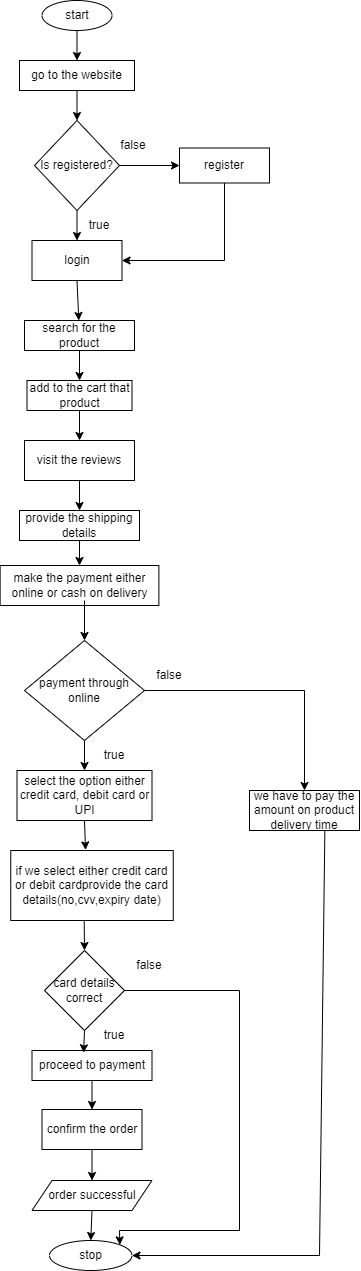 start
go to the website
Is registered?
false
register
true
login
search for the
product
add to the cart that
product
visit the reviews
provide the shipping
details
make the payment either
online or cash on delivery
payment through
online
false
true
select the option either
credit card, debit card or
UPI
we have to pay the
amount on product
delivery time
if we select either credit card
or debit cardprovide the card
details(no,cvv,expiry date)
false
card details
correct
true
proceed to payment
confirm the order
order successful
stop